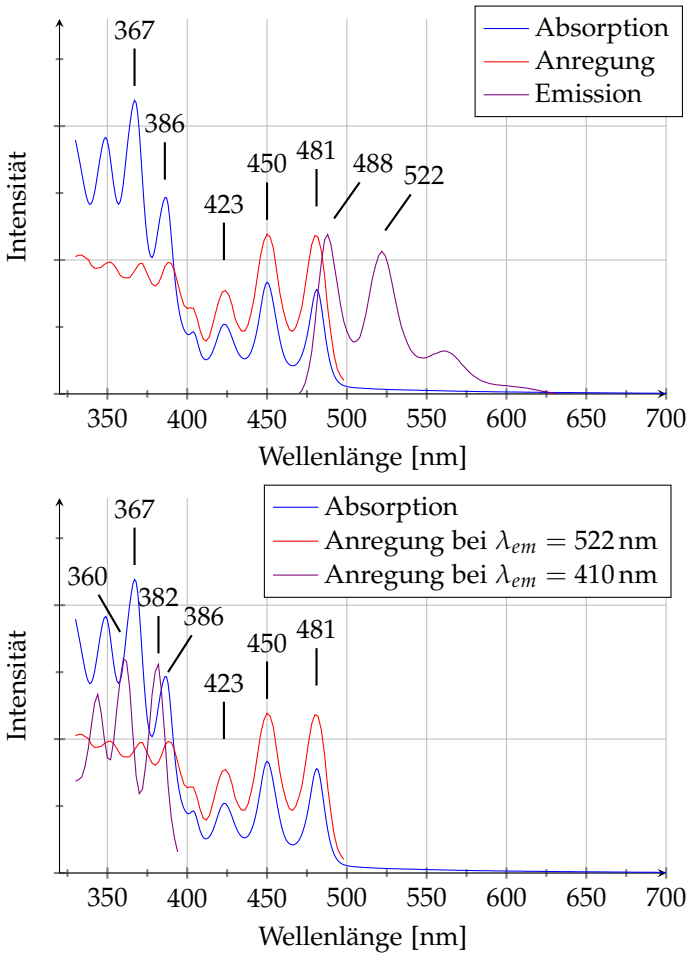 367
386
423
450
481
488
522
Absorption
Anregung
Emission
Intensität
350 400 450 500 550 600 650 700
Wellenlänge [nm]
367
360
382
386
423
450
481
Absorption
Anregung bei λem = 522 nm
Anregung bei λem = 410 nm
Intensität
350 400 450 500 550 600 650 700
Wellenlänge [nm]